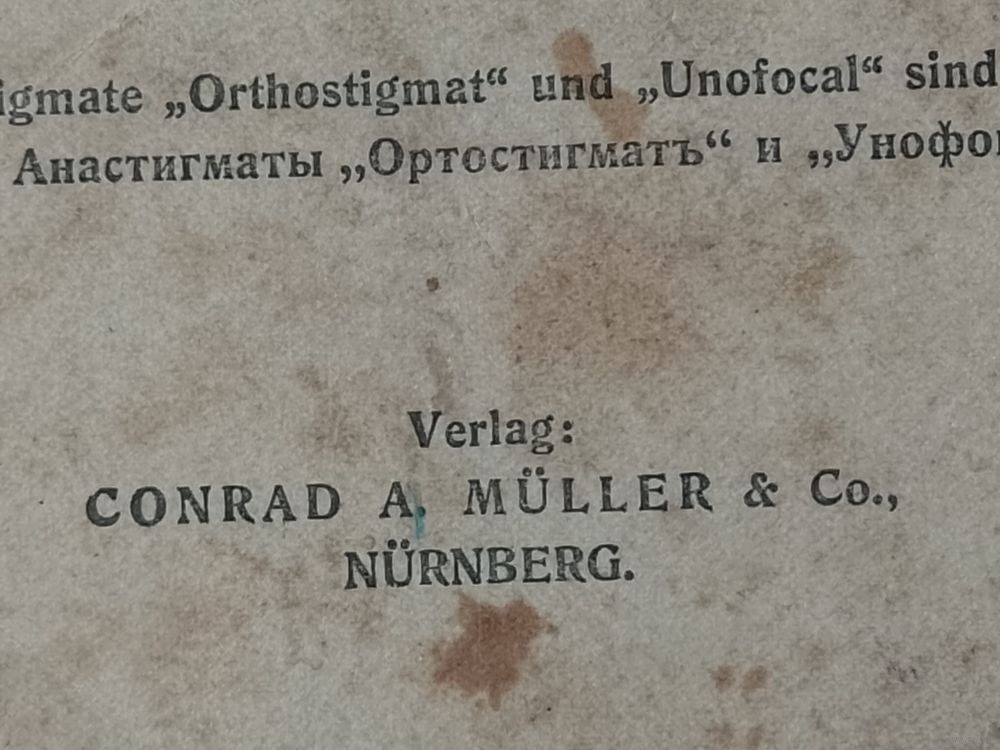 igmate „Orthostigmat“ und „Unofocal“ sind
Анастигматы „Ортостигматъ“ и „Унофо
Verlag:
CONRAD A. MÜLLER & Co.,
NÜRNBERG.